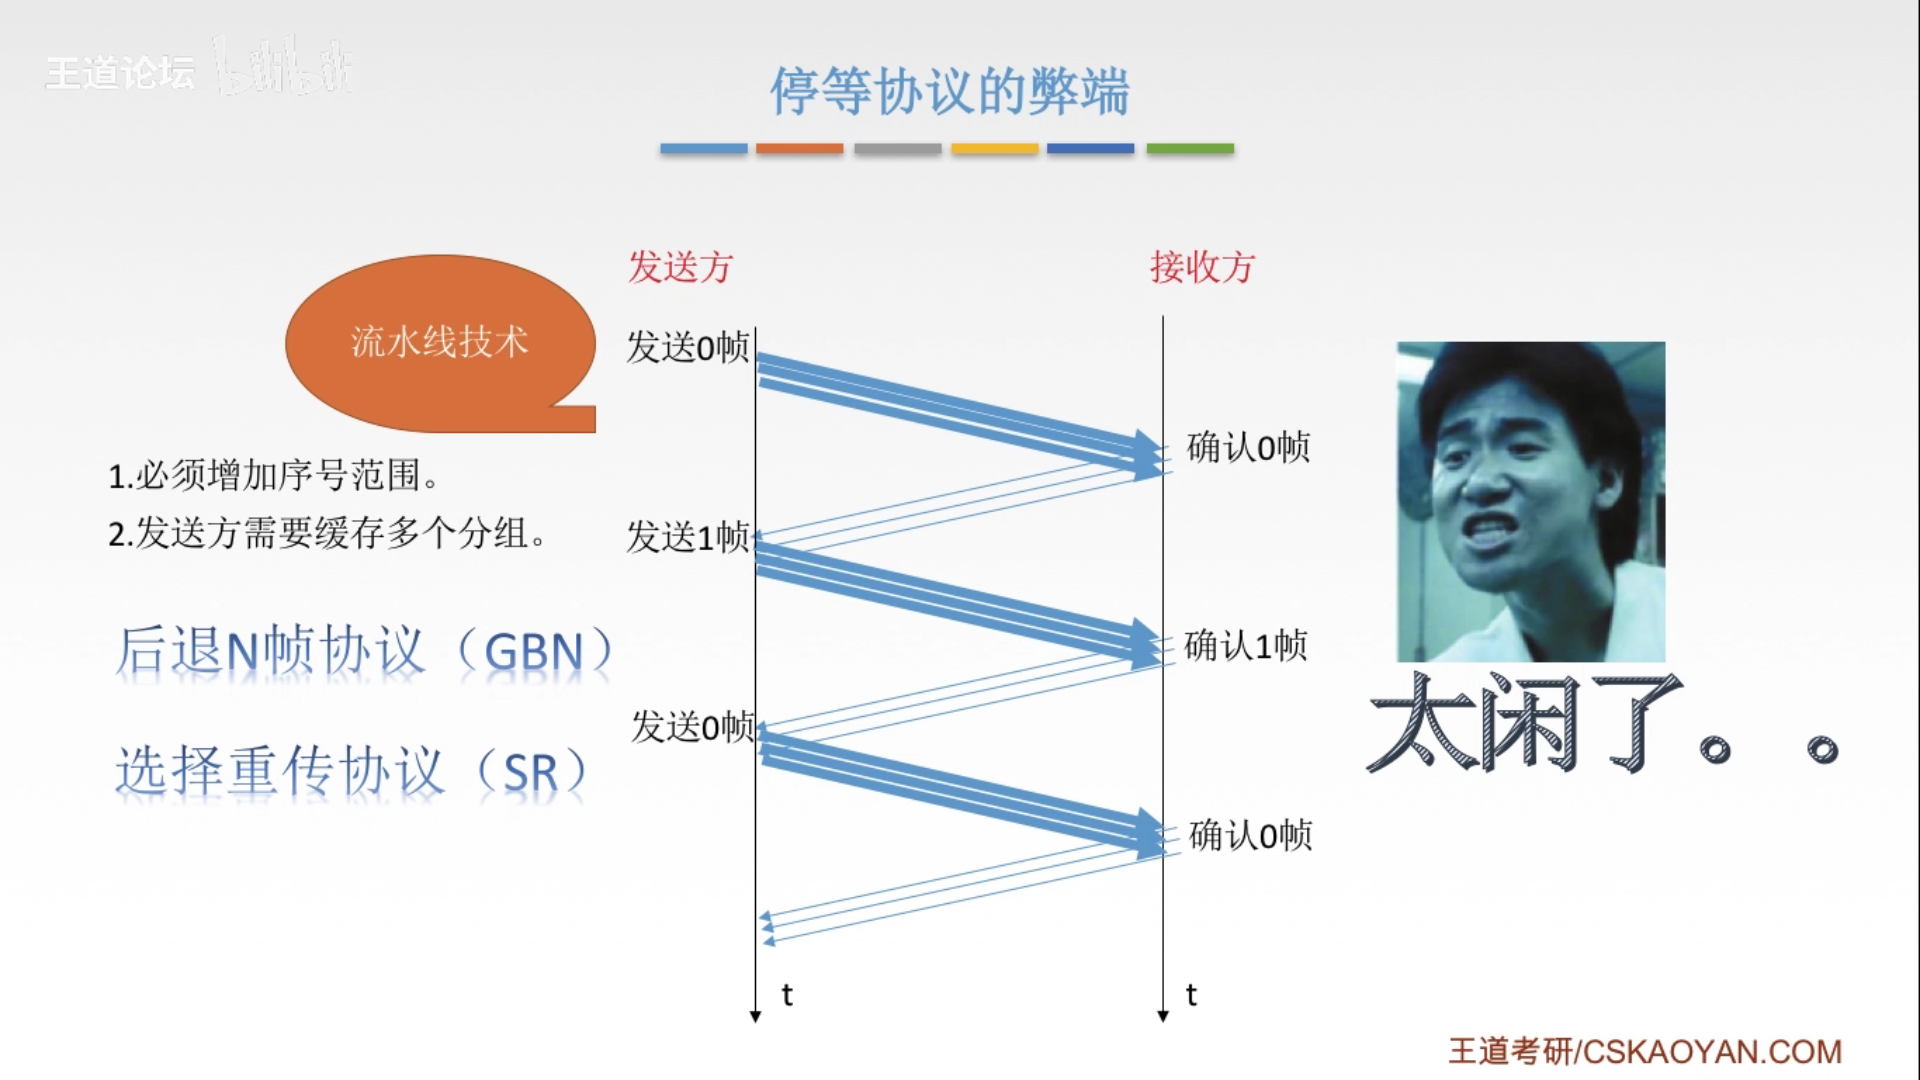 王道论坛 bilibili
停等协议的弊端
发送方
接收方
流水线技术
发送0帧
确认0帧
1.必须增加序号范围。
2.发送方需要缓存多个分组。
发送1帧
确认1帧
后退N帧协议（GBN）
发送0帧
太闲了。。
选择重传协议（SR）
确认0帧
t
t
王道考研/CSKAOYAN.COM